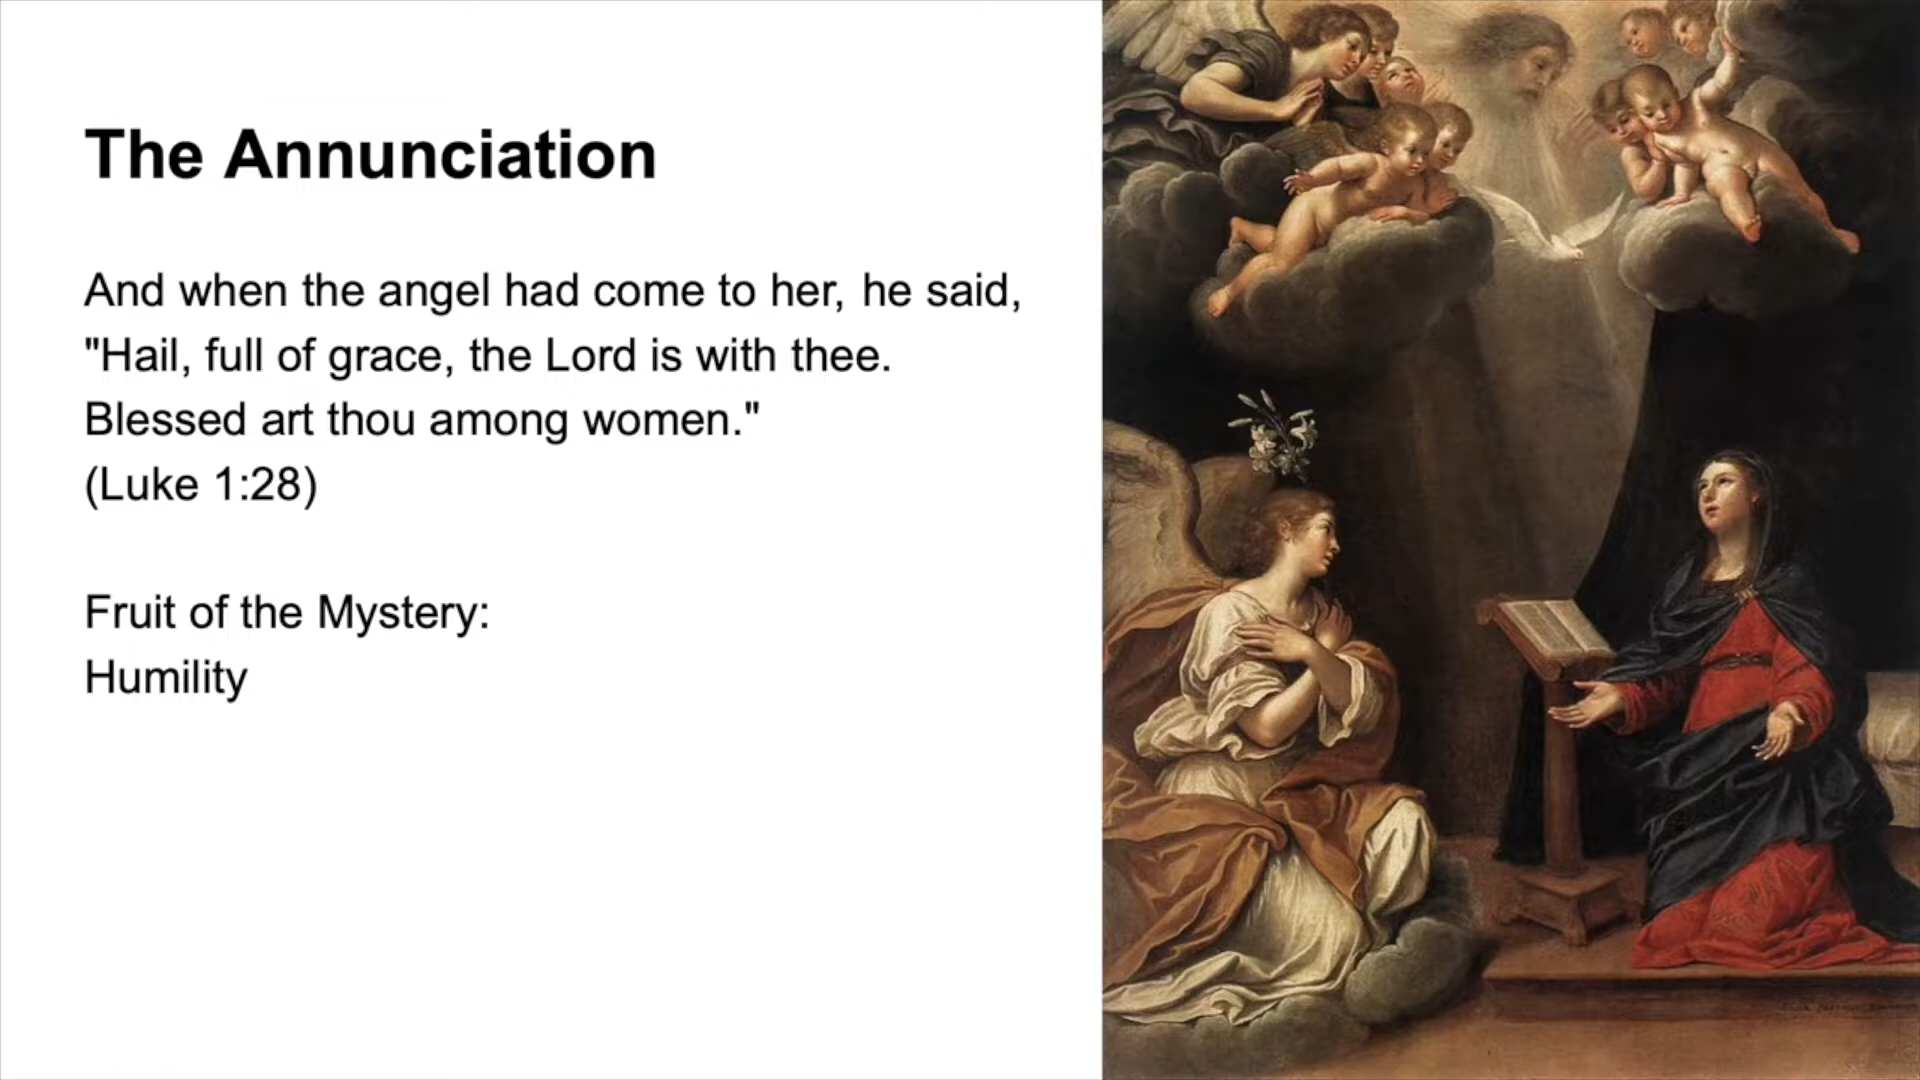 The Annunciation
And when the angel had come to her, he said,
"Hail, full of grace, the Lord is with thee.
Blessed art thou among women."
(Luke 1:28)
Fruit of the Mystery:
Humility